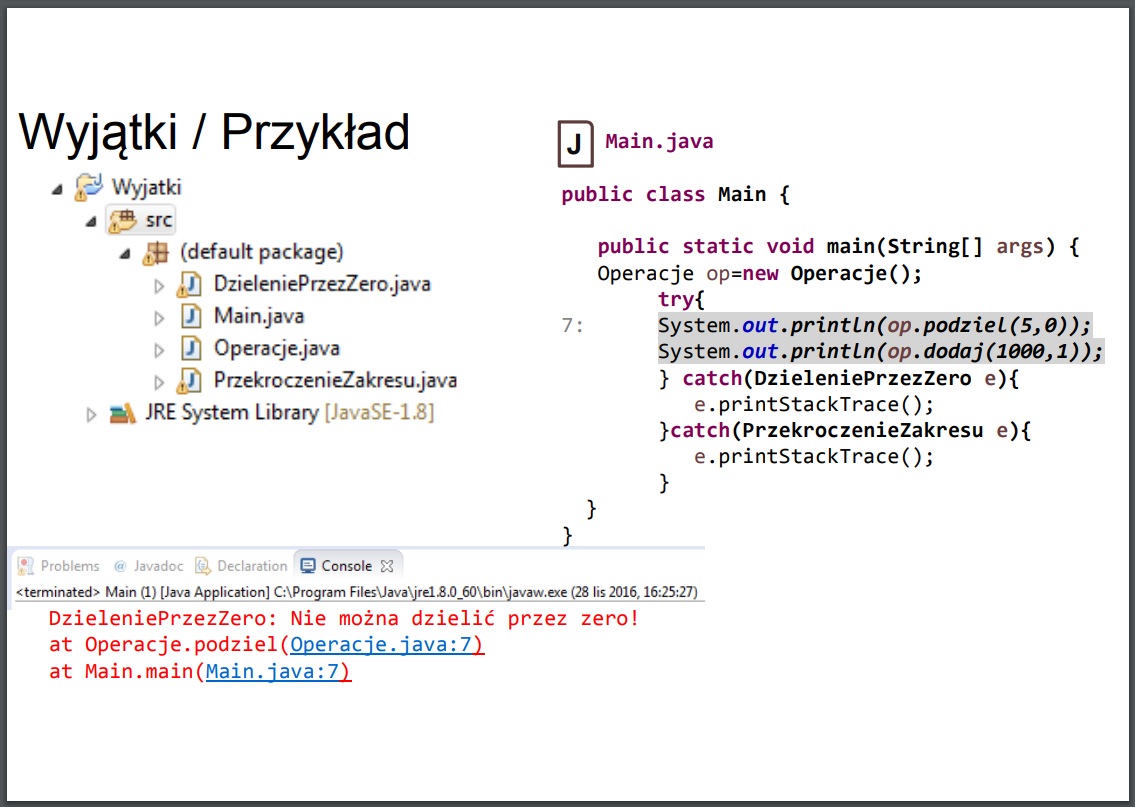 Wyjątki / Przykład
Wyjatki
src
(default package)
DzieleniePrzezZero.java
Main.java
Operacje.java
PrzekroczenieZakresu.java
JRE System Library [JavaSE-1.8]
J Main.java
public class Main {
public static void main(String[] args) {
Operacje op=new Operacje();
try{
7: System.out.println(op.podziel(5,0));
System.out.println(op.dodaj(1000,1));
} catch(DzieleniePrzezZero e){
e.printStackTrace();
}catch(PrzekroczenieZakresu e){
e.printStackTrace();
}
}
}
Problems @ Javadoc Declaration Console
<terminated> Main (1) [Java Application] C:\Program Files\Java\jre1.8.0_60\bin\javaw.exe (28 lis 2016, 16:25:27)
DzieleniePrzezZero: Nie można dzielić przez zero!
at Operacje.podziel(Operacje.java:7)
at Main.main(Main.java:7)